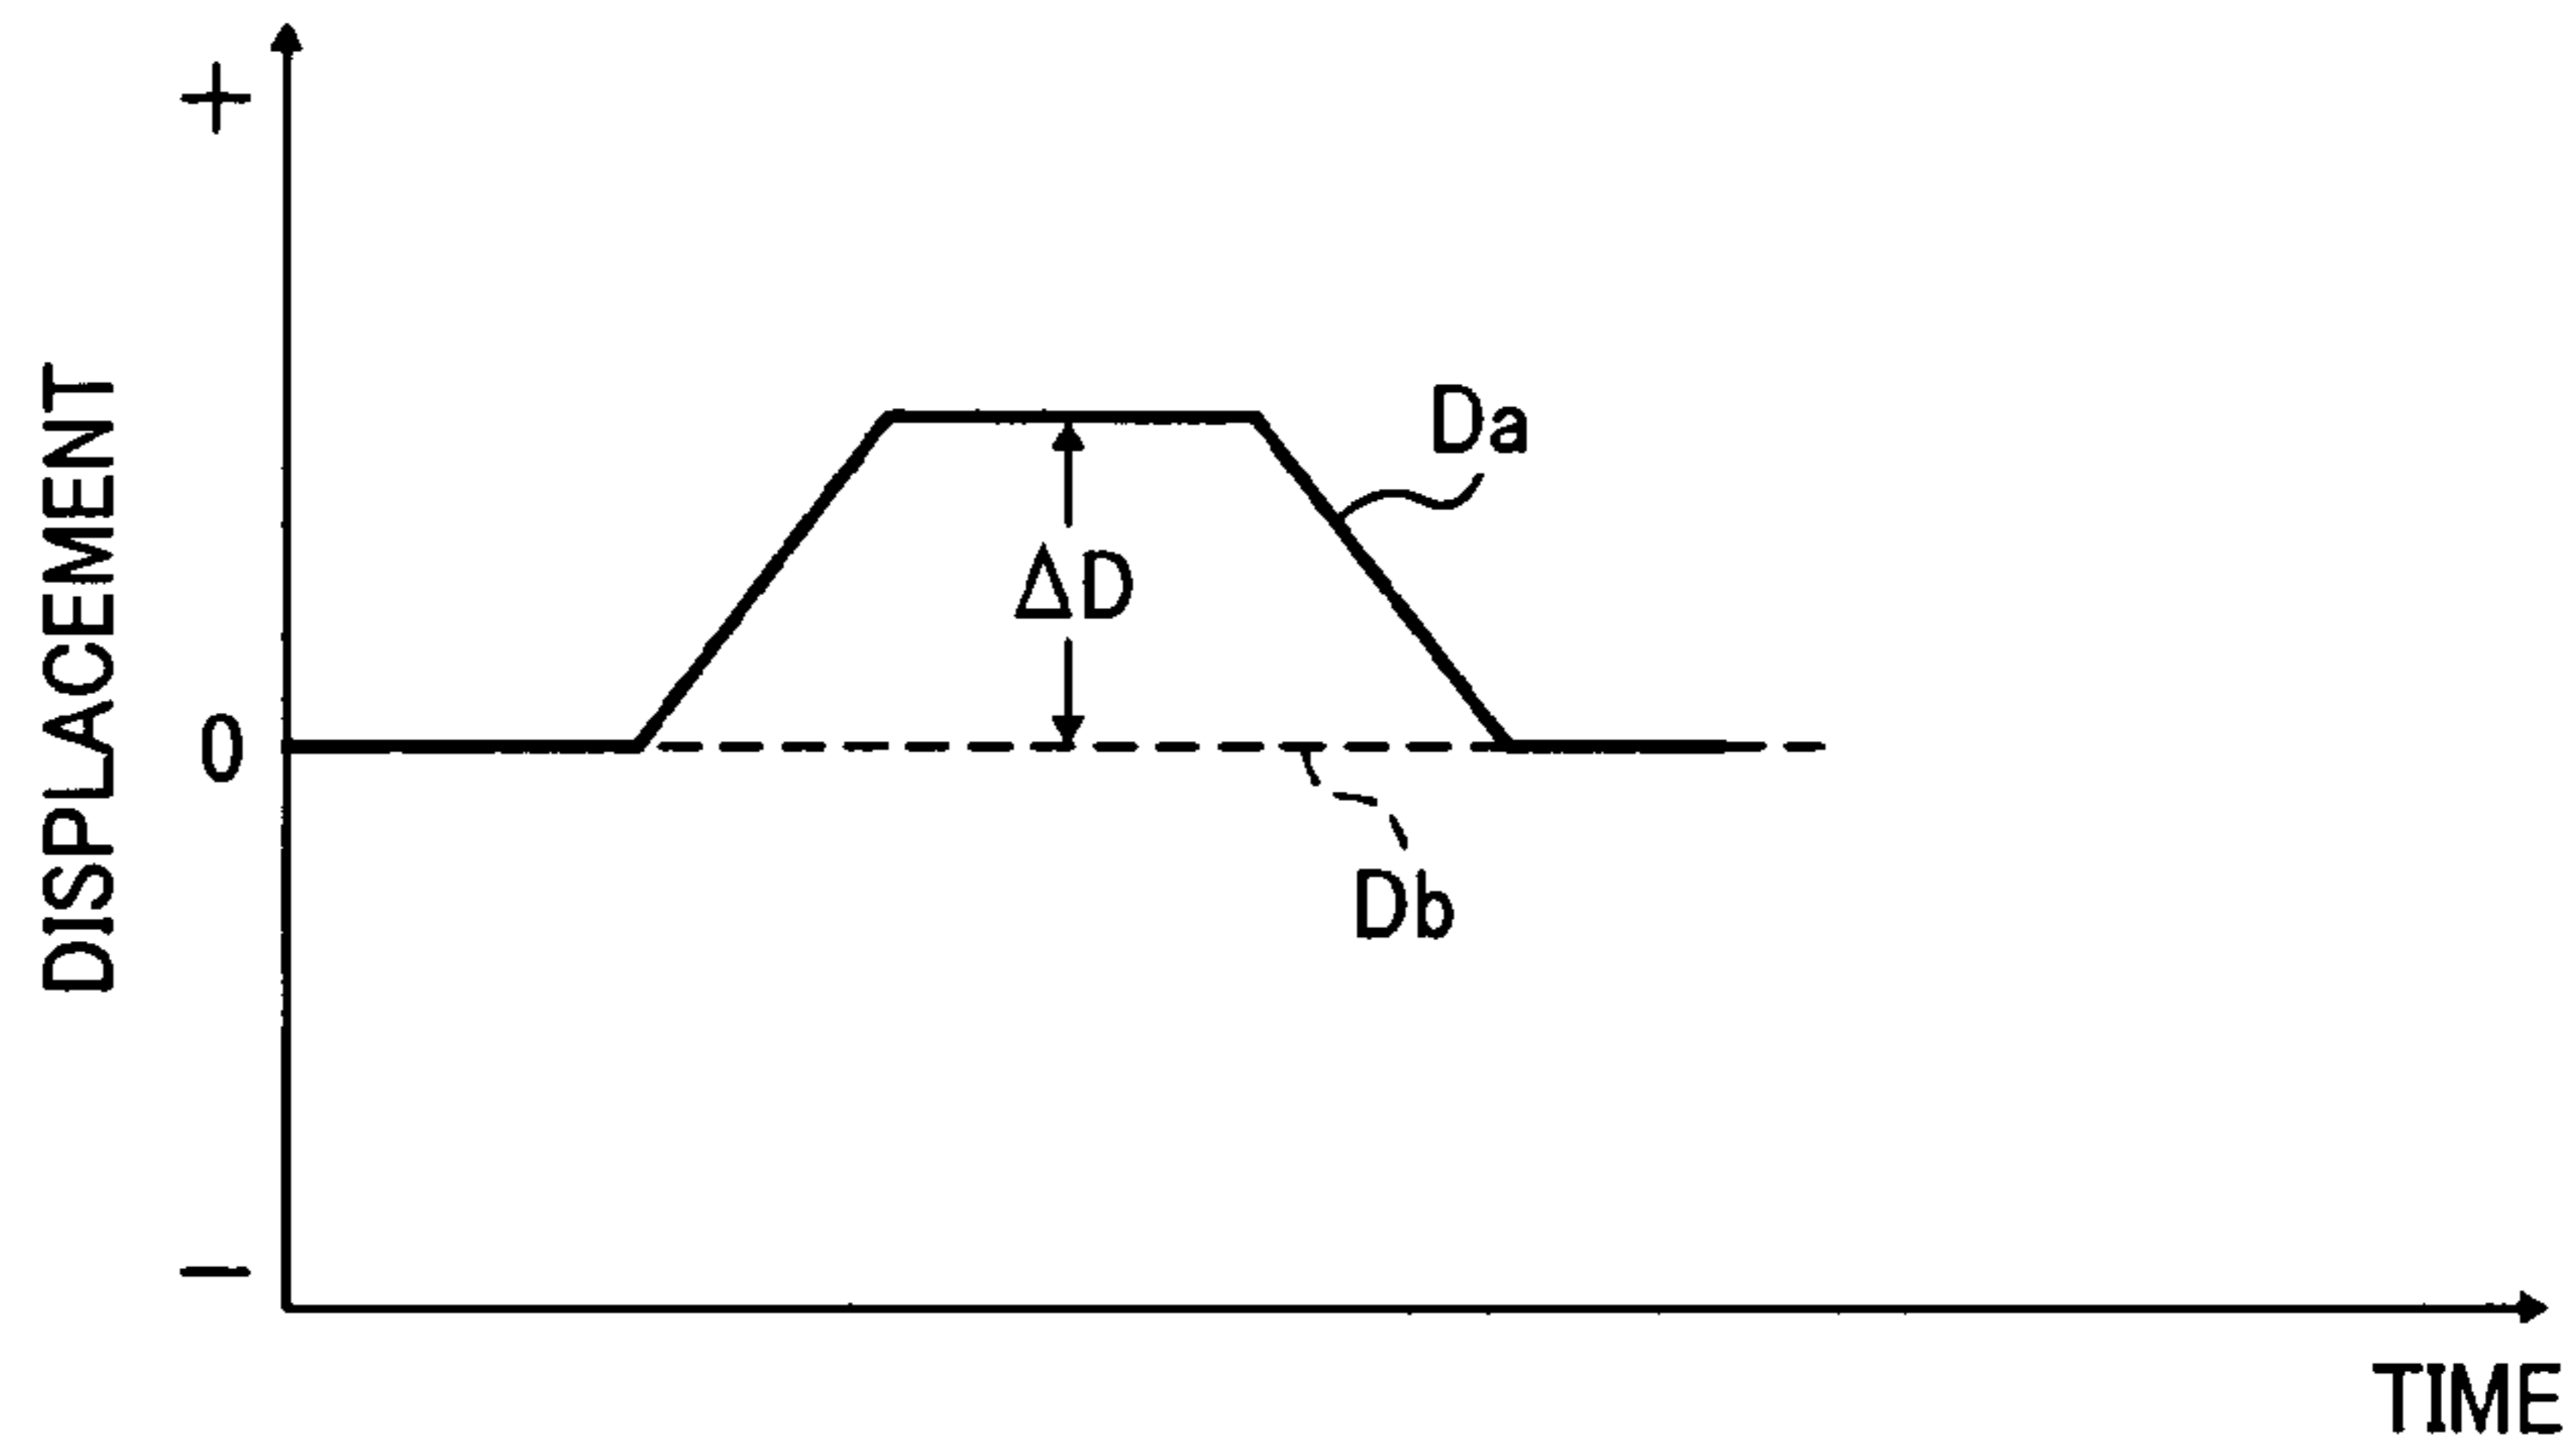 +
DISPLACEMENT
Da
ΔD
0
Db
−
TIME